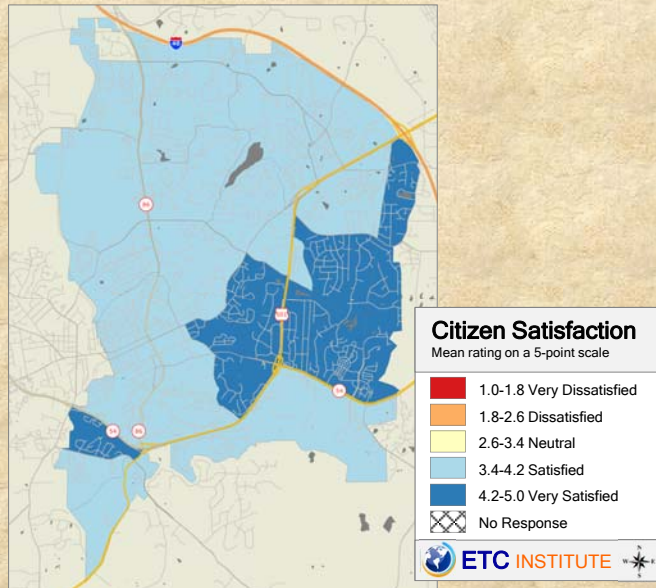 40
86
501
54
54
86
Citizen Satisfaction
Mean rating on a 5-point scale
1.0-1.8 Very Dissatisfied
1.8-2.6 Dissatisfied
2.6-3.4 Neutral
3.4-4.2 Satisfied
4.2-5.0 Very Satisfied
No Response
ETC INSTITUTE
N
W E
S